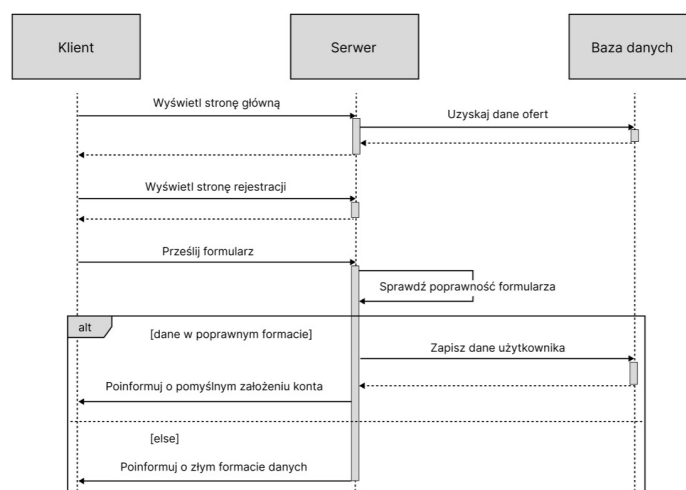 Klient
Serwer
Baza danych
Wyświetl stronę główną
Uzyskaj dane ofert
Wyświetl stronę rejestracji
Prześlij formularz
Sprawdź poprawność formularza
alt
[dane w poprawnym formacie]
Zapisz dane użytkownika
Poinformuj o pomyślnym założeniu konta
[else]
Poinformuj o złym formacie danych